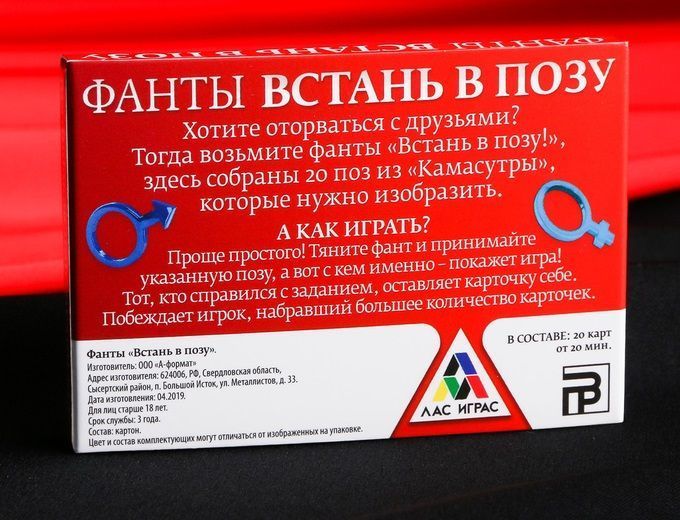 ФАНТЫ ВСТАНЬ В ПОЗУ
ФАНТЫ ВСТАНЬ В ПОЗУ
Хотите оторваться с друзьями?
Тогда возьмите фанты «Встань в позу!»,
здесь собраны 20 поз из «Камасутры»,
которые нужно изобразить.
А КАК ИГРАТЬ?
Проще простого! Тяните фант и принимайте
указанную позу, а вот с кем именно – покажет игра!
Тот, кто справился с заданием, оставляет карточку себе.
Побеждает игрок, набравший большее количество карточек.
Фанты «Встань в позу».
Изготовитель: ООО «А-формат»
Адрес изготовителя: 624006, РФ, Свердловская область,
Сысертский район, п. Большой Исток, ул. Металлистов, д. 33.
Дата изготовления: 04.2019.
Для лиц старше 18 лет.
Срок службы: 3 года.
Состав: картон.
Цвет и состав комплектующих могут отличаться от изображенных на упаковке.
ЛАС ИГРАС
В СОСТАВЕ: 20 карт
от 20 мин.